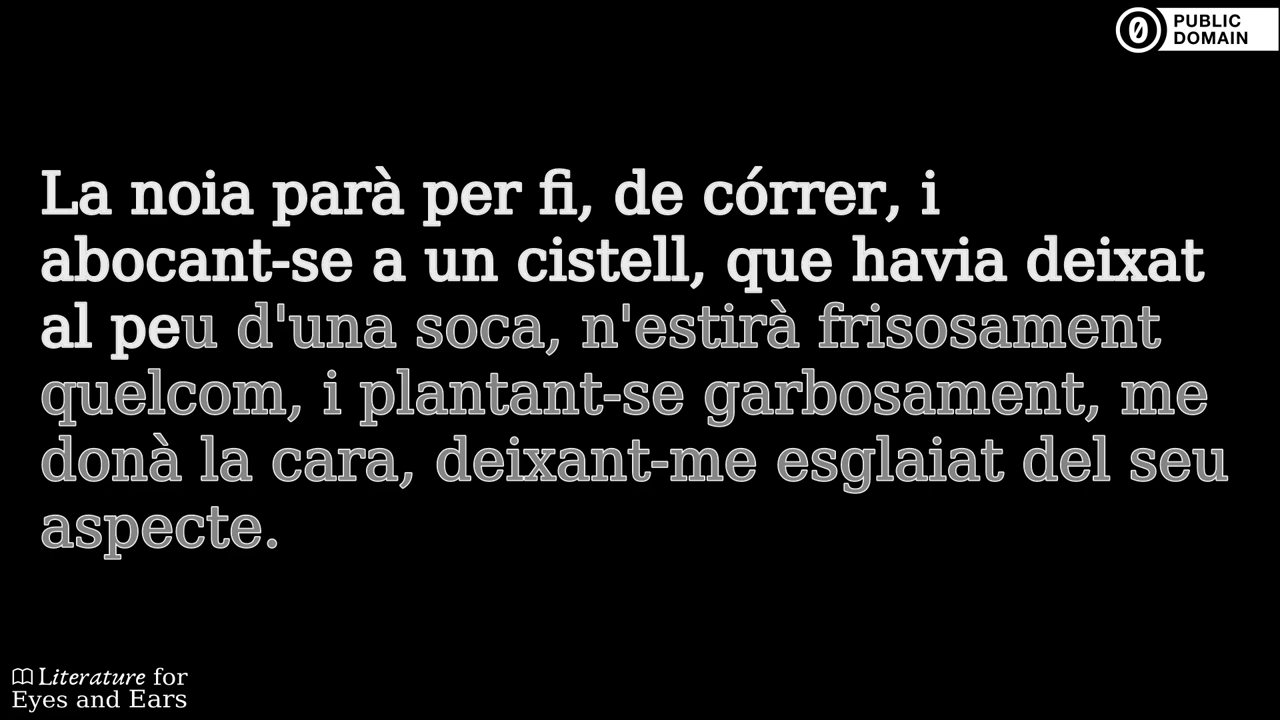 PUBLIC
DOMAIN
La noia parà per fi, de córrer, i
abocant-se a un cistell, que havia deixat
al peu d'una soca, n'estirà frisosament
quelcom, i plantant-se garbosament, me
donà la cara, deixant-me esglaiat del seu
aspecte.
Literature for
Eyes and Ears